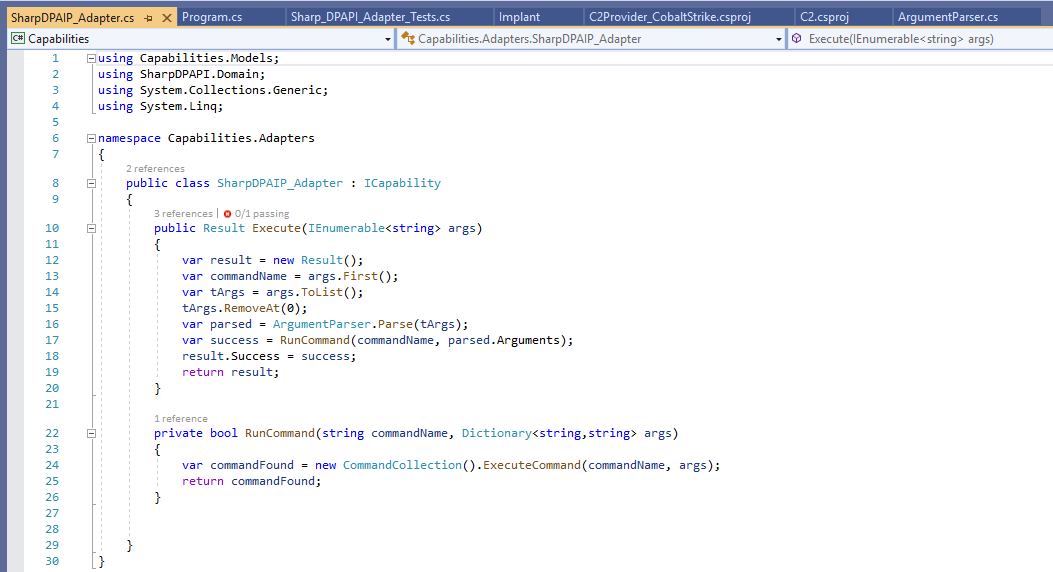 SharpDPAIP_Adapter.cs Program.cs Sharp_DPAPI_Adapter_Tests.cs Implant C2Provider_CobaltStrike.csproj C2.csproj ArgumentParser.cs
C# Capabilities Capabilities.Adapters.SharpDPAIP_Adapter Execute(IEnumerable<string> args)
1 using Capabilities.Models;
2 using SharpDPAPI.Domain;
3 using System.Collections.Generic;
4 using System.Linq;
5
6 namespace Capabilities.Adapters
7 {
2 references
8 public class SharpDPAIP_Adapter : ICapability
9 {
3 references | 0/1 passing
10 public Result Execute(IEnumerable<string> args)
11 {
12 var result = new Result();
13 var commandName = args.First();
14 var tArgs = args.ToList();
15 tArgs.RemoveAt(0);
16 var parsed = ArgumentParser.Parse(tArgs);
17 var success = RunCommand(commandName, parsed.Arguments);
18 result.Success = success;
19 return result;
20 }
21
1 reference
22 private bool RunCommand(string commandName, Dictionary<string,string> args)
23 {
24 var commandFound = new CommandCollection().ExecuteCommand(commandName, args);
25 return commandFound;
26 }
27
28
29 }
30 }